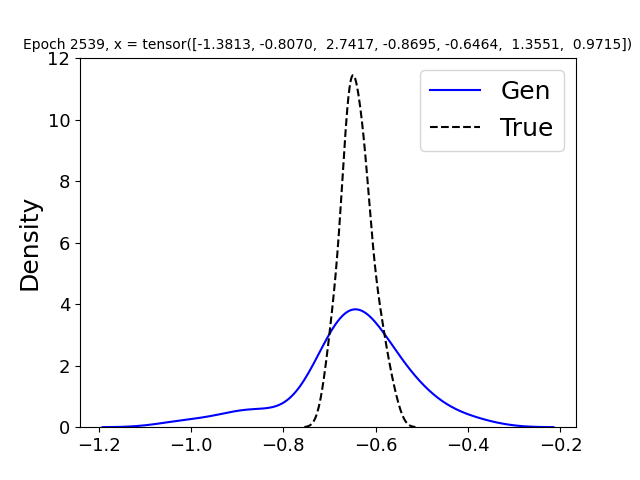 Epoch 2539, x = tensor([-1.3813, -0.8070,  2.7417, -0.8695, -0.6464,  1.3551,  0.9715])
12
10
8
6
4
2
0
Density
Gen
True
−1.2 −1.0 −0.8 −0.6 −0.4 −0.2